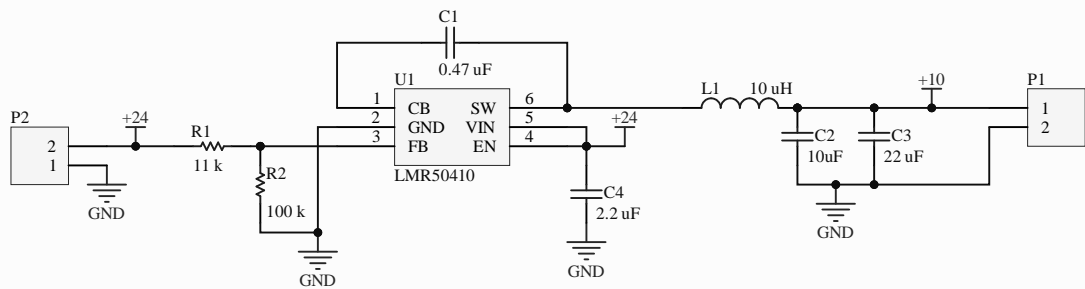 C1
0.47 uF
U1
1 CB SW 6
2 GND VIN 5
3 FB EN 4
LMR50410
P2
2
1
+24
GND
R1
11 k
R2
100 k
GND
+24
C4
2.2 uF
GND
L1 10 uH
+10
C2
10uF
C3
22 uF
GND
P1
1
2